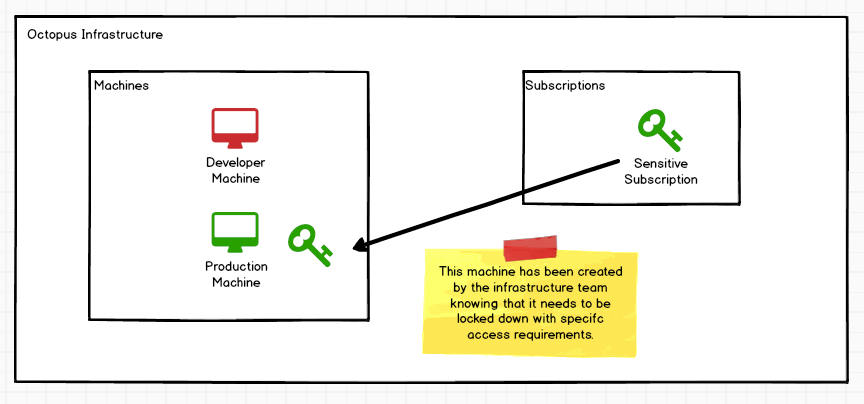 Octopus Infrastructure
Machines
Subscriptions
Developer
Machine
Sensitive
Subscription
Production
Machine
This machine has been created
by the infrastructure team
knowing that it needs to be
locked down with specifc
access requirements.